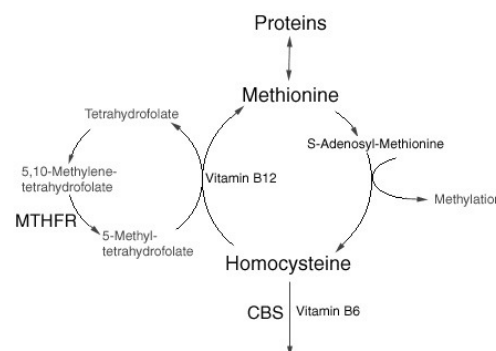 Proteins
Methionine
Tetrahydrofolate
S-Adenosyl-Methionine
5,10-Methylene-
tetrahydrofolate
Vitamin B12
Methylation
MTHFR
5-Methyl-
tetrahydrofolate
Homocysteine
CBS Vitamin B6